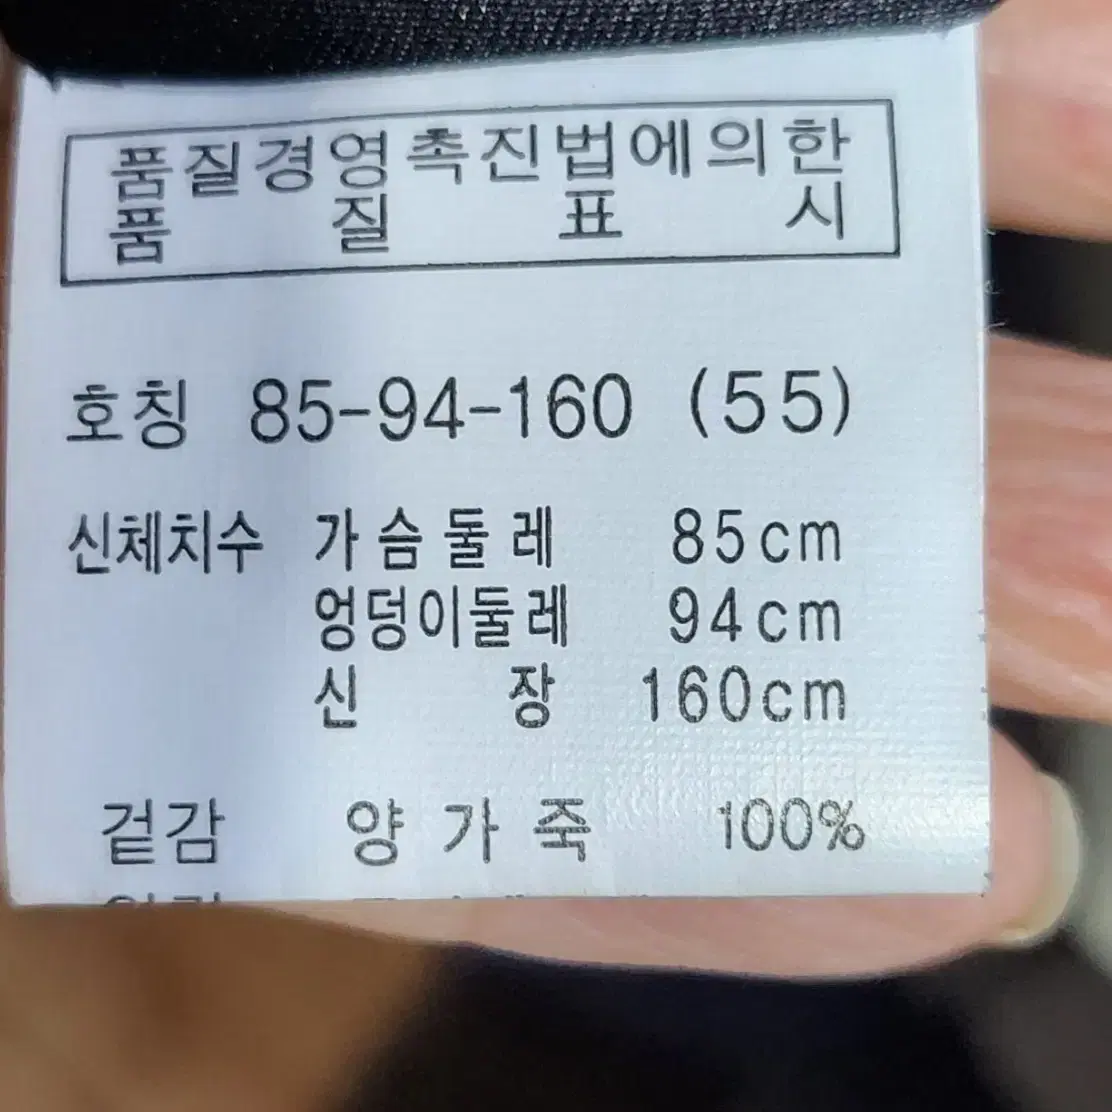 품질경영촉진법에의한
품 질 표 시
호칭 85-94-160 (55)
신체치수 가슴둘레 85cm
엉덩이둘레 94cm
신 장 160cm
겉감 양가죽 100%